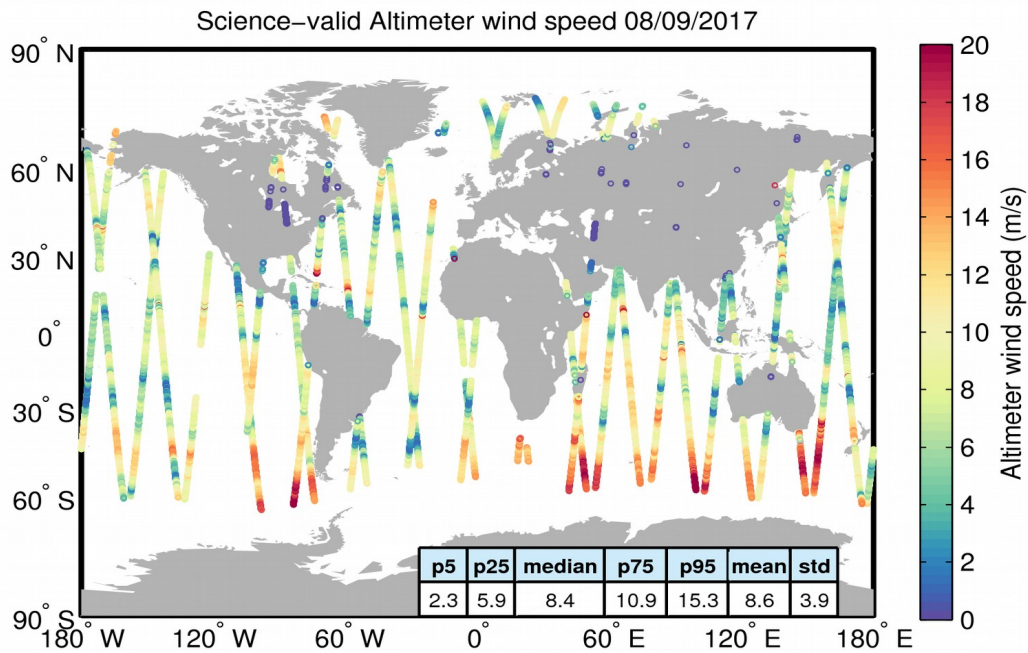 Science−valid Altimeter wind speed 08/09/2017
90° N
60° N
30° N
0°
30° S
60° S
90° S
180° W
120° W
60° W
0°
60° E
120° E
180° E
p5 p25 median p75 p95 mean std
2.3 5.9 8.4 10.9 15.3 8.6 3.9
20
18
16
14
12
10
8
6
4
2
0
Altimeter wind speed (m/s)